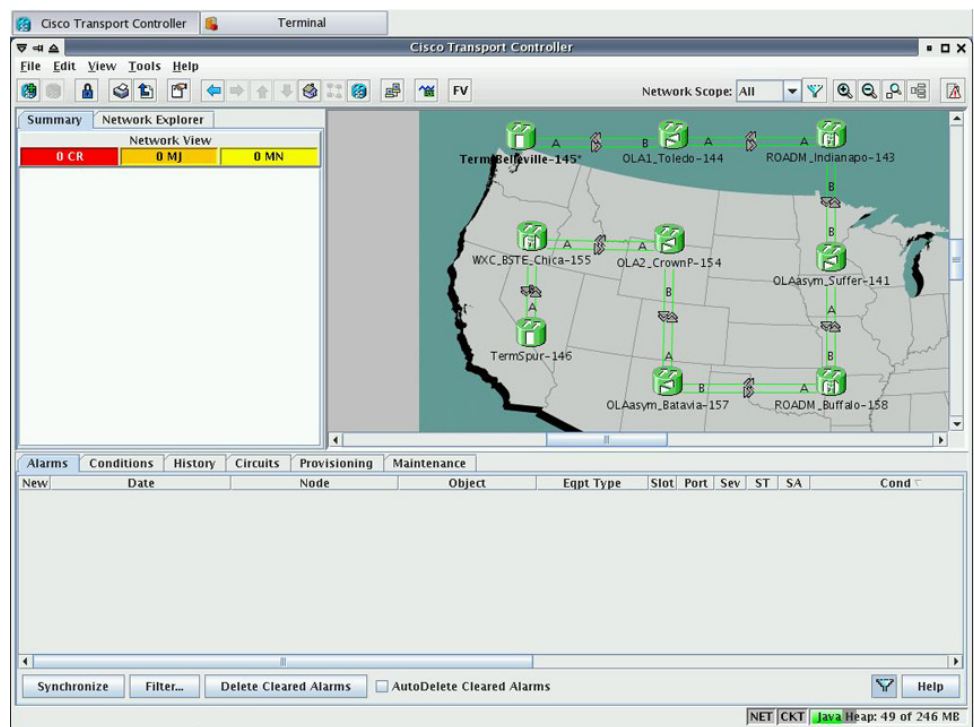 Cisco Transport Controller Terminal
Cisco Transport Controller
File Edit View Tools Help
FV Network Scope: All
Summary Network Explorer
Network View
0 CR 0 MJ 0 MN
A B A A
Term_Belleville-145* OLA1_Toledo-144 ROADM_Indianapo-143
B
B
A A
WXC_BSTE_Chica-155 OLA2_CrownP-154
OLAasym_Suffer-141
B B
A A
TermSpur-146
A B
B A
OLAasym_Batavia-157 ROADM_Buffalo-158
Alarms Conditions History Circuits Provisioning Maintenance
New Date Node Object Eqpt Type Slot Port Sev ST SA Cond
Synchronize Filter... Delete Cleared Alarms AutoDelete Cleared Alarms Help
NET CKT Java Heap: 49 of 246 MB